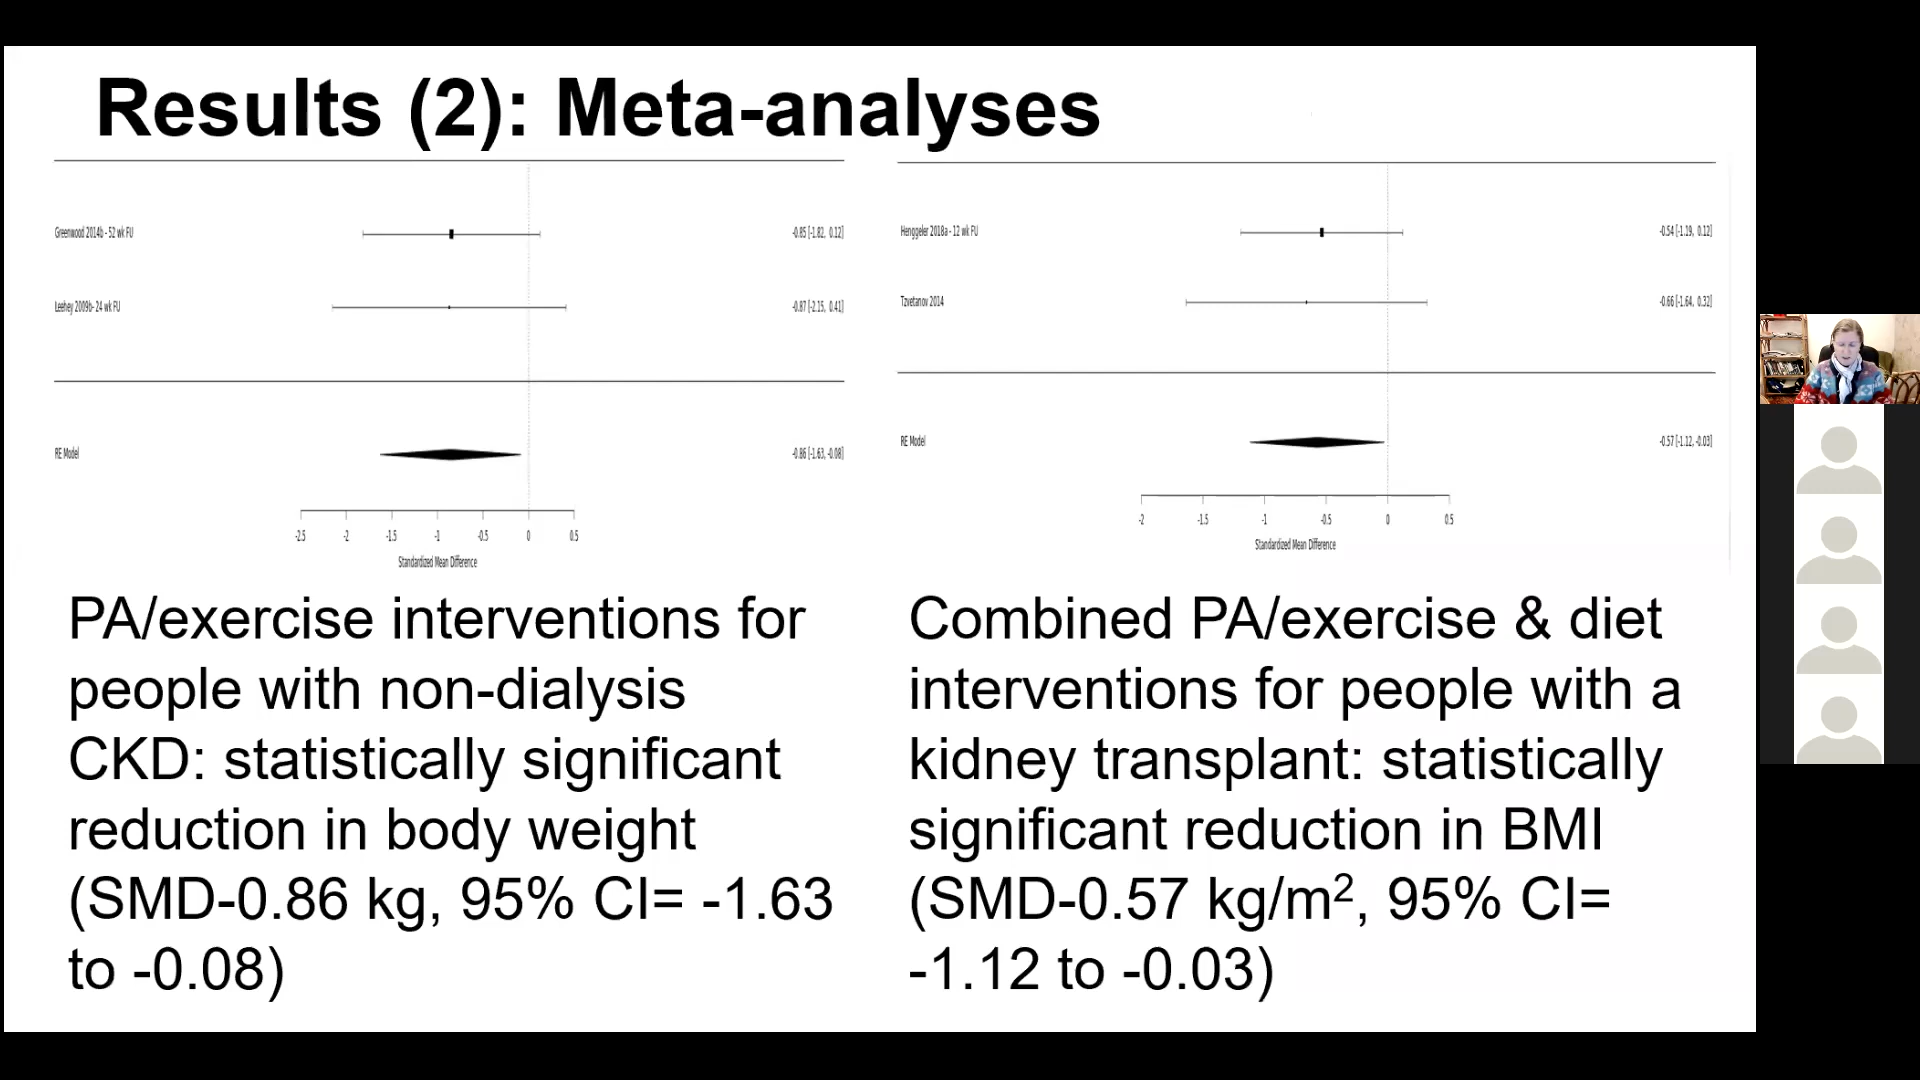 Results (2): Meta-analyses
Greenwood 2014b - 52 wk FU
-0.85 [-1.82, 0.12]
Leehey 2009b- 24 wk FU
-0.87 [-2.15, 0.41]
RE Model
-0.86 [-1.63, -0.08]
-2.5 -2 -1.5 -1 -0.5 0 0.5
Standardized Mean Difference
Henggeler 2018a - 12 wk FU
-0.54 [-1.19, 0.12]
Tzvetanov 2014
-0.66 [-1.64, 0.32]
RE Model
-0.57 [-1.12, -0.03]
-2 -1.5 -1 -0.5 0 0.5
Standardized Mean Difference
PA/exercise interventions for
people with non-dialysis
CKD: statistically significant
reduction in body weight
(SMD-0.86 kg, 95% CI= -1.63
to -0.08)
Combined PA/exercise & diet
interventions for people with a
kidney transplant: statistically
significant reduction in BMI
(SMD-0.57 kg/m², 95% CI=
-1.12 to -0.03)